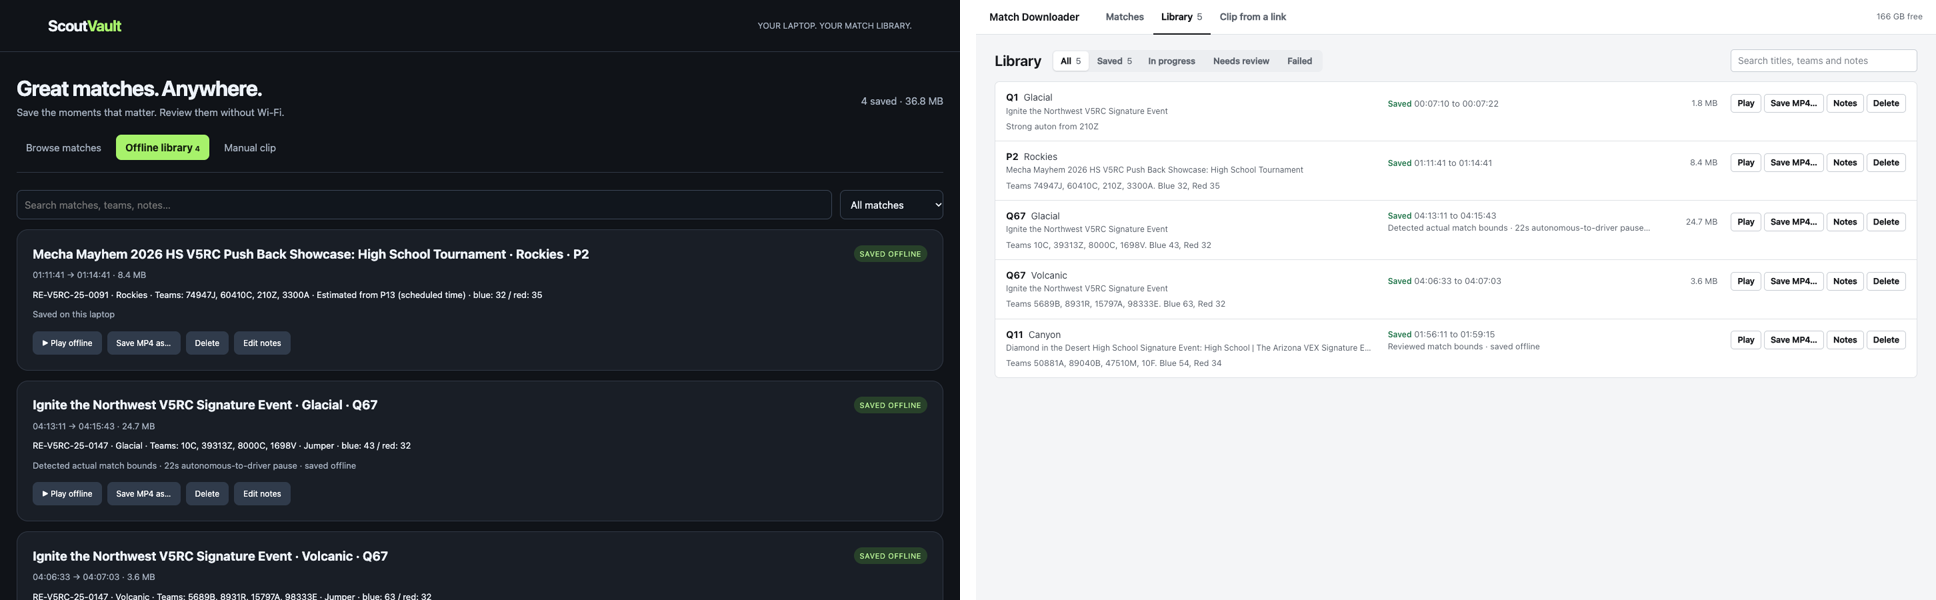 ScoutVault
YOUR LAPTOP. YOUR MATCH LIBRARY.
Great matches. Anywhere.
Save the moments that matter. Review them without Wi-Fi.
4 saved · 36.8 MB
Browse matches
Offline library 4
Manual clip
Search matches, teams, notes...
All matches
Mecha Mayhem 2026 HS V5RC Push Back Showcase: High School Tournament · Rockies · P2
SAVED OFFLINE
01:11:41 → 01:14:41 · 8.4 MB
RE-V5RC-25-0091 · Rockies · Teams: 74947J, 60410C, 210Z, 3300A · Estimated from P13 (scheduled time) · blue: 32 / red: 35
Saved on this laptop
▶ Play offline
Save MP4 as...
Delete
Edit notes
Ignite the Northwest V5RC Signature Event · Glacial · Q67
SAVED OFFLINE
04:13:11 → 04:15:43 · 24.7 MB
RE-V5RC-25-0147 · Glacial · Teams: 10C, 39313Z, 8000C, 1698V · Jumper · blue: 43 / red: 32
Detected actual match bounds · 22s autonomous-to-driver pause · saved offline
▶ Play offline
Save MP4 as...
Delete
Edit notes
Ignite the Northwest V5RC Signature Event · Volcanic · Q67
SAVED OFFLINE
04:06:33 → 04:07:03 · 3.6 MB
RE-V5RC-25-0147 · Volcanic · Teams: 5689B, 8931R, 15797A, 98333E · Jumper · blue: 63 / red: 32
Match Downloader
Matches
Library 5
Clip from a link
166 GB free
Library
All 5
Saved 5
In progress
Needs review
Failed
Search titles, teams and notes
Q1 Glacial
Ignite the Northwest V5RC Signature Event
Strong auton from 210Z
Saved 00:07:10 to 00:07:22
1.8 MB
Play
Save MP4...
Notes
Delete
P2 Rockies
Mecha Mayhem 2026 HS V5RC Push Back Showcase: High School Tournament
Teams 74947J, 60410C, 210Z, 3300A. Blue 32, Red 35
Saved 01:11:41 to 01:14:41
8.4 MB
Play
Save MP4...
Notes
Delete
Q67 Glacial
Ignite the Northwest V5RC Signature Event
Teams 10C, 39313Z, 8000C, 1698V. Blue 43, Red 32
Saved 04:13:11 to 04:15:43
Detected actual match bounds · 22s autonomous-to-driver pause...
24.7 MB
Play
Save MP4...
Notes
Delete
Q67 Volcanic
Ignite the Northwest V5RC Signature Event
Teams 5689B, 8931R, 15797A, 98333E. Blue 63, Red 32
Saved 04:06:33 to 04:07:03
3.6 MB
Play
Save MP4...
Notes
Delete
Q11 Canyon
Diamond in the Desert High School Signature Event: High School | The Arizona VEX Signature E...
Teams 50881A, 89040B, 47510M, 10F. Blue 54, Red 34
Saved 01:56:11 to 01:59:15
Reviewed match bounds · saved offline
Play
Save MP4...
Notes
Delete